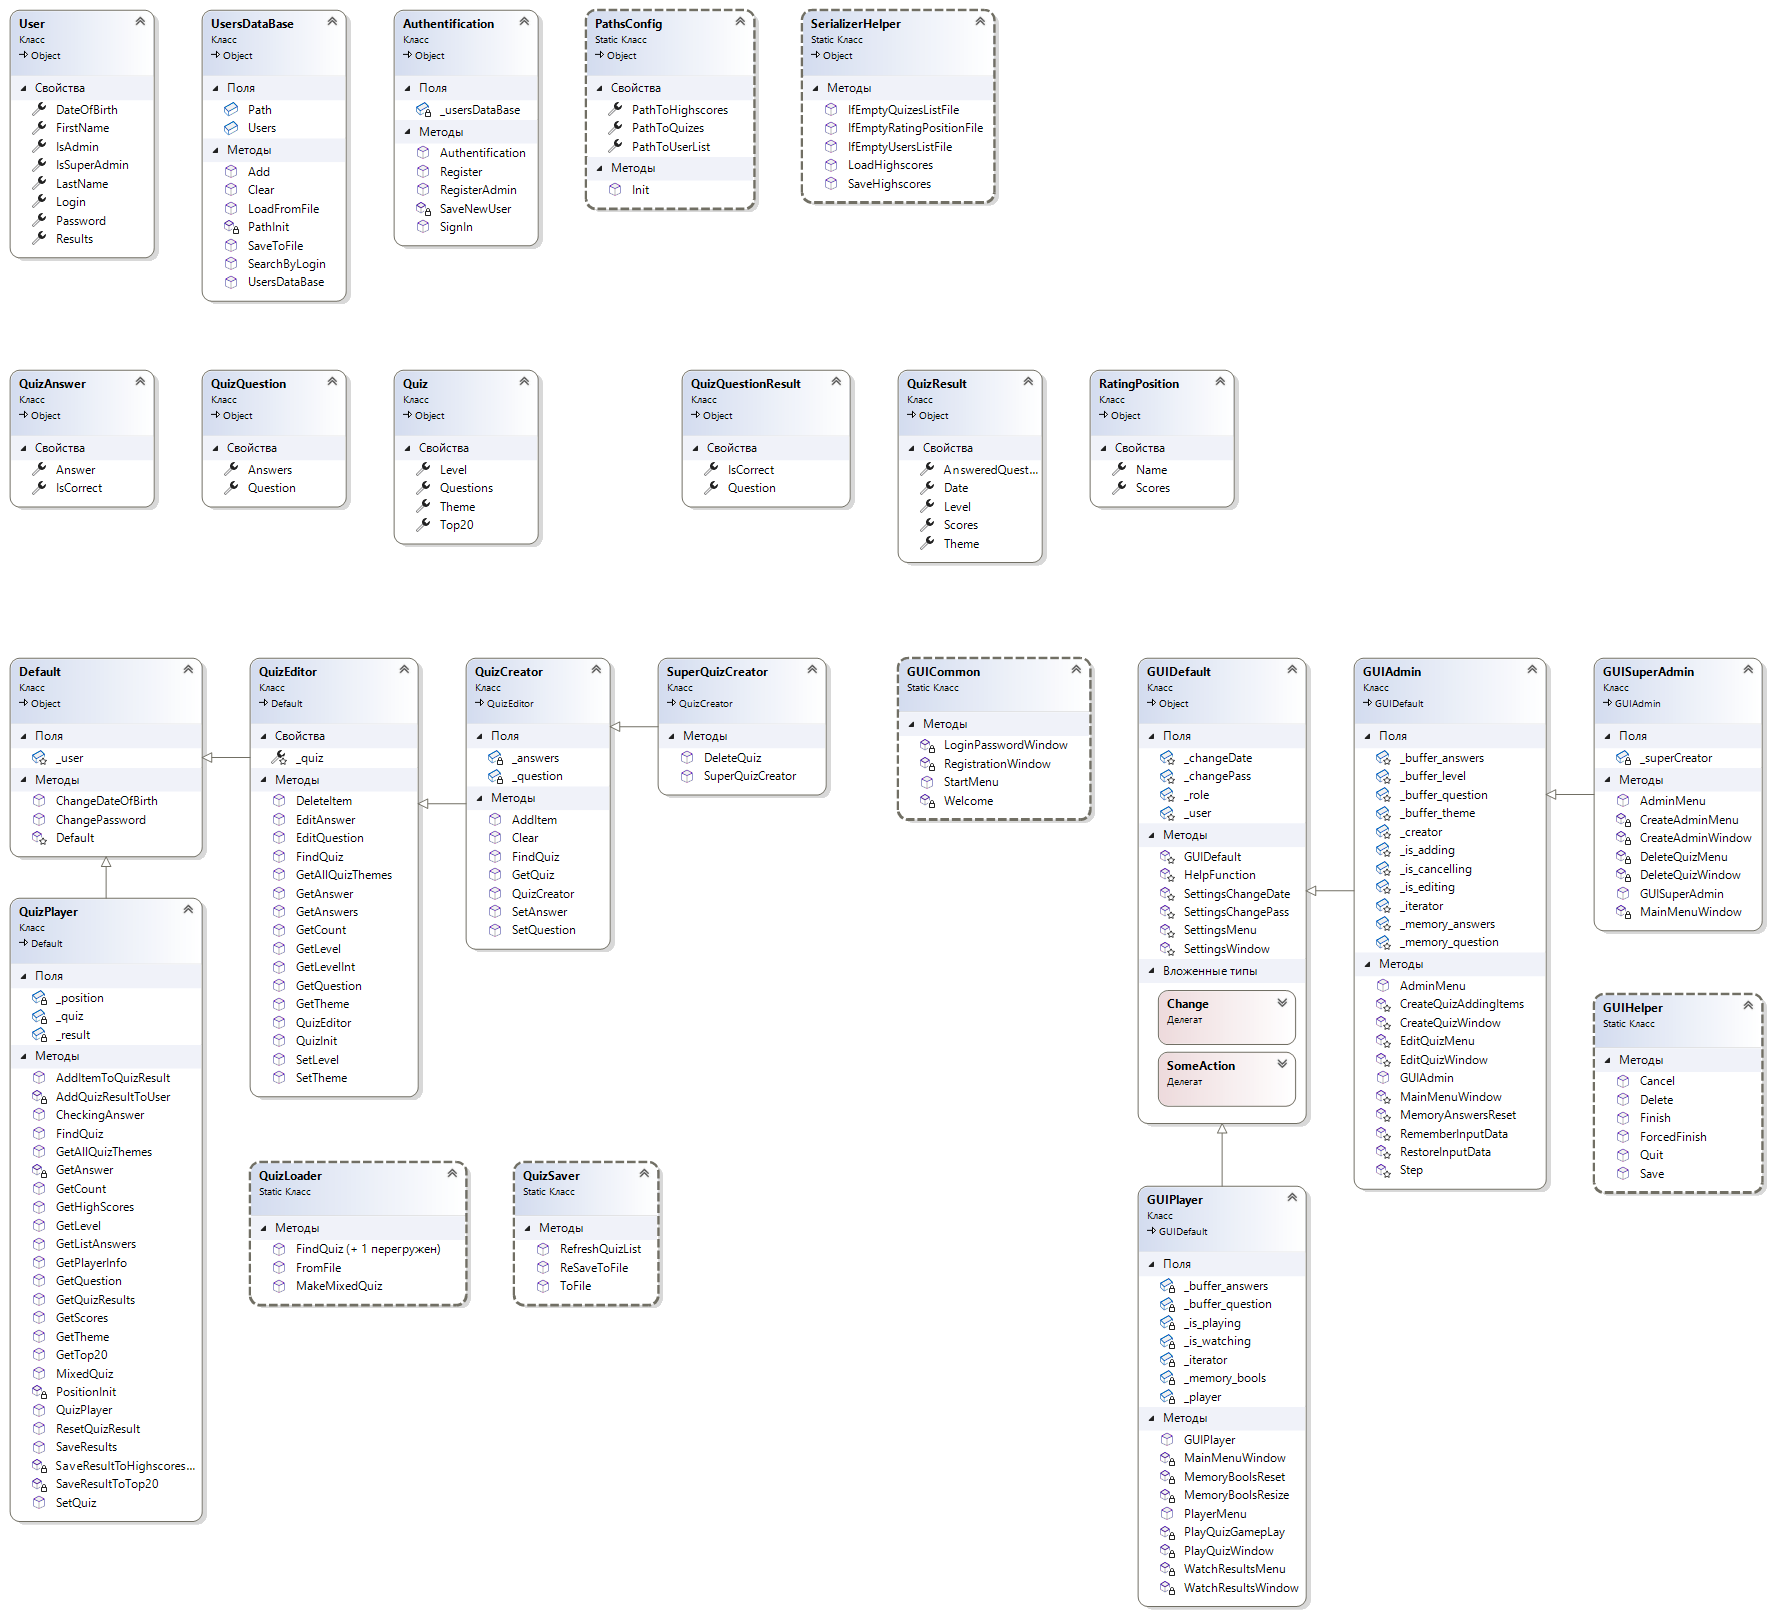 User
Класс
Object
Свойства
DateOfBirth
FirstName
IsAdmin
IsSuperAdmin
LastName
Login
Password
Results
UsersDataBase
Класс
Object
Поля
Path
Users
Методы
Add
Clear
LoadFromFile
PathInit
SaveToFile
SearchByLogin
UsersDataBase
Authentification
Класс
Object
Поля
_usersDataBase
Методы
Authentification
Register
RegisterAdmin
SaveNewUser
SignIn
PathsConfig
Static Класс
Object
Свойства
PathToHighscores
PathToQuizes
PathToUserList
Методы
Init
SerializerHelper
Static Класс
Object
Методы
IfEmptyQuizesListFile
IfEmptyRatingPositionFile
IfEmptyUsersListFile
LoadHighscores
SaveHighscores
QuizAnswer
Класс
Object
Свойства
Answer
IsCorrect
QuizQuestion
Класс
Object
Свойства
Answers
Question
Quiz
Класс
Object
Свойства
Level
Questions
Theme
Top20
QuizQuestionResult
Класс
Object
Свойства
IsCorrect
Question
QuizResult
Класс
Object
Свойства
AnsweredQuest...
Date
Level
Scores
Theme
RatingPosition
Класс
Object
Свойства
Name
Scores
Default
Класс
Object
Поля
_user
Методы
ChangeDateOfBirth
ChangePassword
Default
QuizEditor
Класс
Default
Свойства
_quiz
Методы
DeleteItem
EditAnswer
EditQuestion
FindQuiz
GetAllQuizThemes
GetAnswer
GetAnswers
GetCount
GetLevel
GetLevelInt
GetQuestion
GetTheme
QuizEditor
QuizInit
SetLevel
SetTheme
QuizCreator
Класс
QuizEditor
Поля
_answers
_question
Методы
AddItem
Clear
FindQuiz
GetQuiz
QuizCreator
SetAnswer
SetQuestion
SuperQuizCreator
Класс
QuizCreator
Методы
DeleteQuiz
SuperQuizCreator
GUICommon
Static Класс
Методы
LoginPasswordWindow
RegistrationWindow
StartMenu
Welcome
GUIDefault
Класс
Object
Поля
_changeDate
_changePass
_role
_user
Методы
GUIDefault
HelpFunction
SettingsChangeDate
SettingsChangePass
SettingsMenu
SettingsWindow
Вложенные типы
Change
Делегат
SomeAction
Делегат
GUIAdmin
Класс
GUIDefault
Поля
_buffer_answers
_buffer_level
_buffer_question
_buffer_theme
_creator
_is_adding
_is_cancelling
_is_editing
_iterator
_memory_answers
_memory_question
Методы
AdminMenu
CreateQuizAddingItems
CreateQuizWindow
EditQuizMenu
EditQuizWindow
GUIAdmin
MainMenuWindow
MemoryAnswersReset
RememberInputData
RestoreInputData
Step
GUISuperAdmin
Класс
GUIAdmin
Поля
_superCreator
Методы
AdminMenu
CreateAdminMenu
CreateAdminWindow
DeleteQuizMenu
DeleteQuizWindow
GUISuperAdmin
MainMenuWindow
QuizPlayer
Класс
Default
Поля
_position
_quiz
_result
Методы
AddItemToQuizResult
AddQuizResultToUser
CheckingAnswer
FindQuiz
GetAllQuizThemes
GetAnswer
GetCount
GetHighScores
GetLevel
GetListAnswers
GetPlayerInfo
GetQuestion
GetQuizResults
GetScores
GetTheme
GetTop20
MixedQuiz
PositionInit
QuizPlayer
ResetQuizResult
SaveResults
SaveResultToHighscores...
SaveResultToTop20
SetQuiz
GUIHelper
Static Класс
Методы
Cancel
Delete
Finish
ForcedFinish
Quit
Save
QuizLoader
Static Класс
Методы
FindQuiz (+ 1 перегружен)
FromFile
MakeMixedQuiz
QuizSaver
Static Класс
Методы
RefreshQuizList
ReSaveToFile
ToFile
GUIPlayer
Класс
GUIDefault
Поля
_buffer_answers
_buffer_question
_is_playing
_is_watching
_iterator
_memory_bools
_player
Методы
GUIPlayer
MainMenuWindow
MemoryBoolsReset
MemoryBoolsResize
PlayerMenu
PlayQuizGamepLay
PlayQuizWindow
WatchResultsMenu
WatchResultsWindow